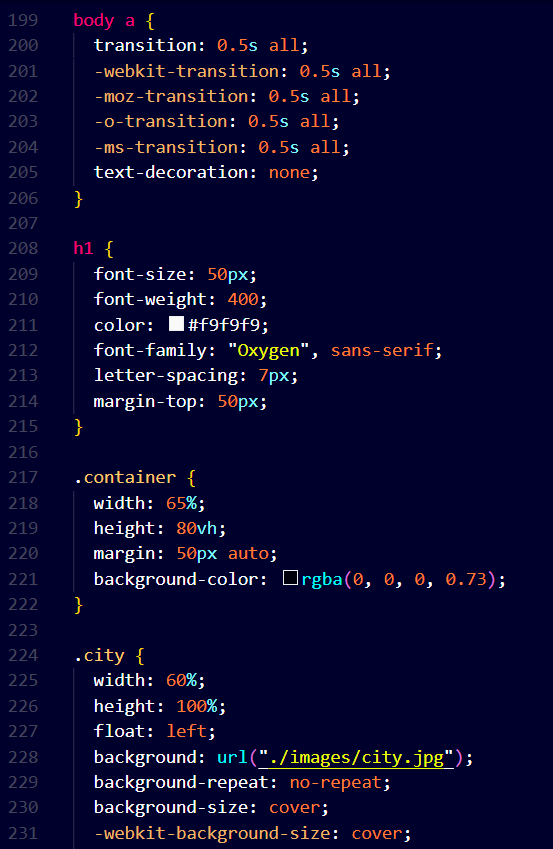 199 body a {
200   transition: 0.5s all;
201   -webkit-transition: 0.5s all;
202   -moz-transition: 0.5s all;
203   -o-transition: 0.5s all;
204   -ms-transition: 0.5s all;
205   text-decoration: none;
206 }
207
208 h1 {
209   font-size: 50px;
210   font-weight: 400;
211   color: #f9f9f9;
212   font-family: "Oxygen", sans-serif;
213   letter-spacing: 7px;
214   margin-top: 50px;
215 }
216
217 .container {
218   width: 65%;
219   height: 80vh;
220   margin: 50px auto;
221   background-color: rgba(0, 0, 0, 0.73);
222 }
223
224 .city {
225   width: 60%;
226   height: 100%;
227   float: left;
228   background: url("./images/city.jpg");
229   background-repeat: no-repeat;
230   background-size: cover;
231   -webkit-background-size: cover;